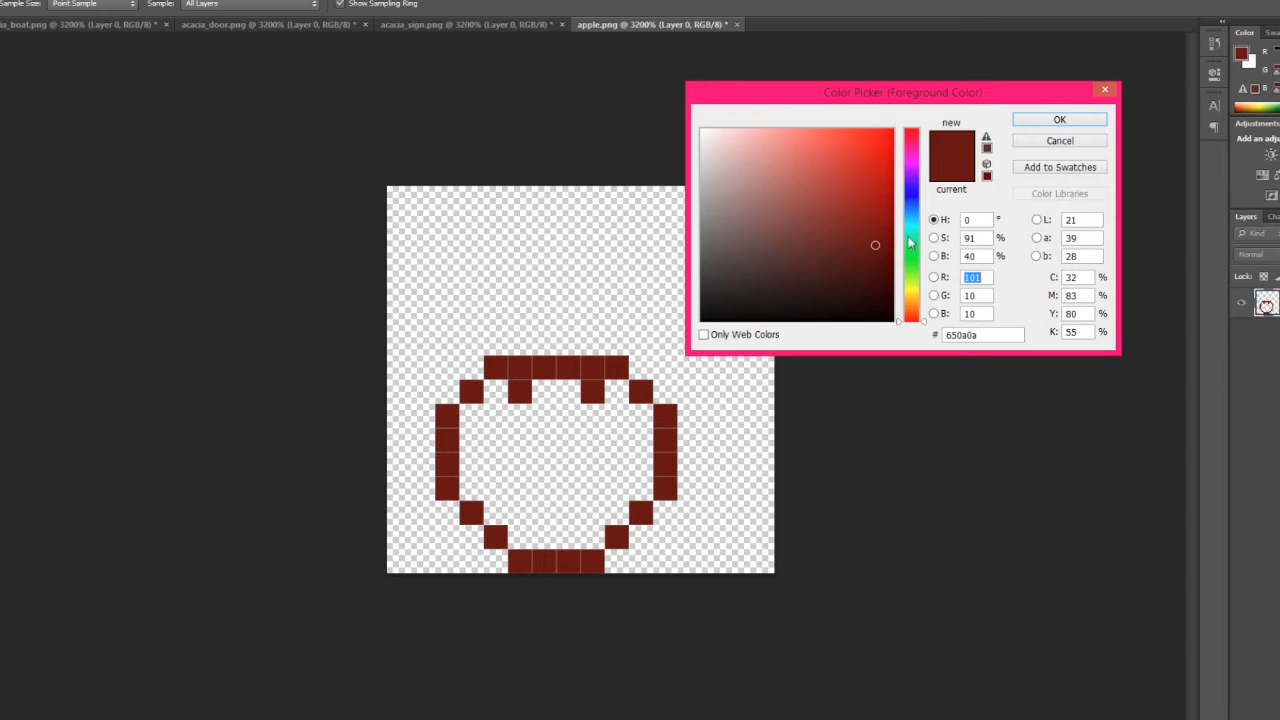 Sample Size: Point Sample Sample: All Layers Show Sampling Ring
ia_boat.png @ 3200% (Layer 0, RGB/8) * × acacia_door.png @ 3200% (Layer 0, RGB/8) * × acacia_sign.png @ 3200% (Layer 0, RGB/8) * × apple.png @ 3200% (Layer 0, RGB/8) * ×
Color Swa
R
G
B
Adjustments
Add an adju
Layers Cha
Kind
Normal
Lock:
Color Picker (Foreground Color)
new
current
OK
Cancel
Add to Swatches
Color Libraries
H: 0 ° L: 21
S: 91 % a: 39
B: 40 % b: 28
R: 101 C: 32 %
G: 10 M: 83 %
B: 10 Y: 80 %
# 650a0a K: 55 %
Only Web Colors